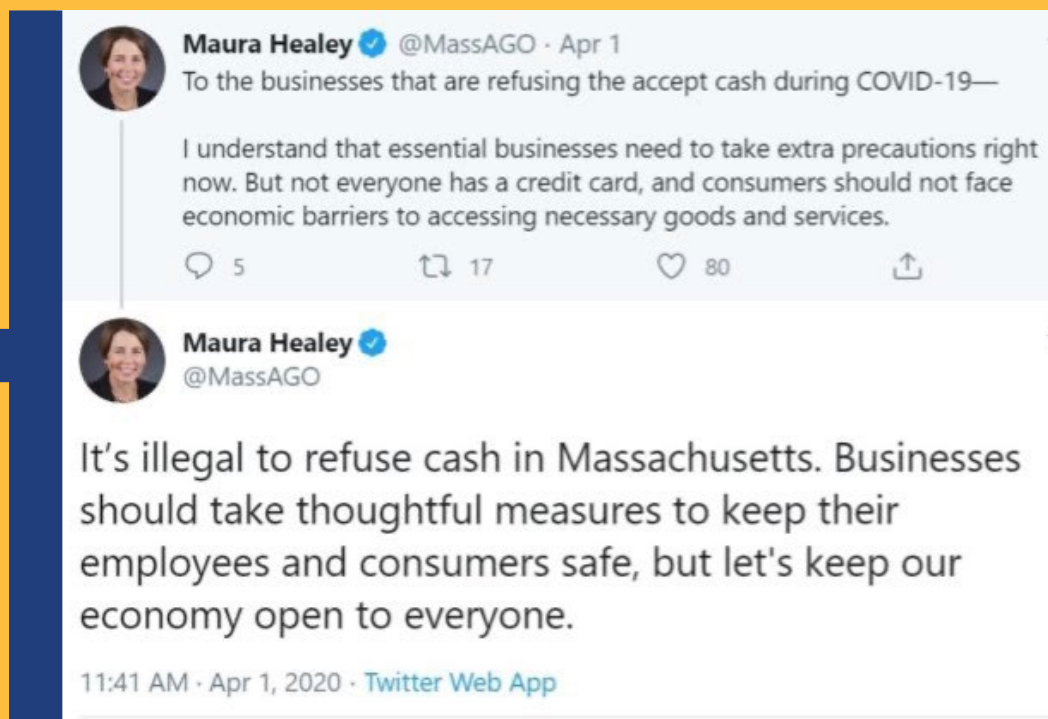 Maura Healey @MassAGO · Apr 1
To the businesses that are refusing the accept cash during COVID-19—
I understand that essential businesses need to take extra precautions right
now. But not everyone has a credit card, and consumers should not face
economic barriers to accessing necessary goods and services.
5 17 80
Maura Healey
@MassAGO
It's illegal to refuse cash in Massachusetts. Businesses
should take thoughtful measures to keep their
employees and consumers safe, but let's keep our
economy open to everyone.
11:41 AM · Apr 1, 2020 · Twitter Web App